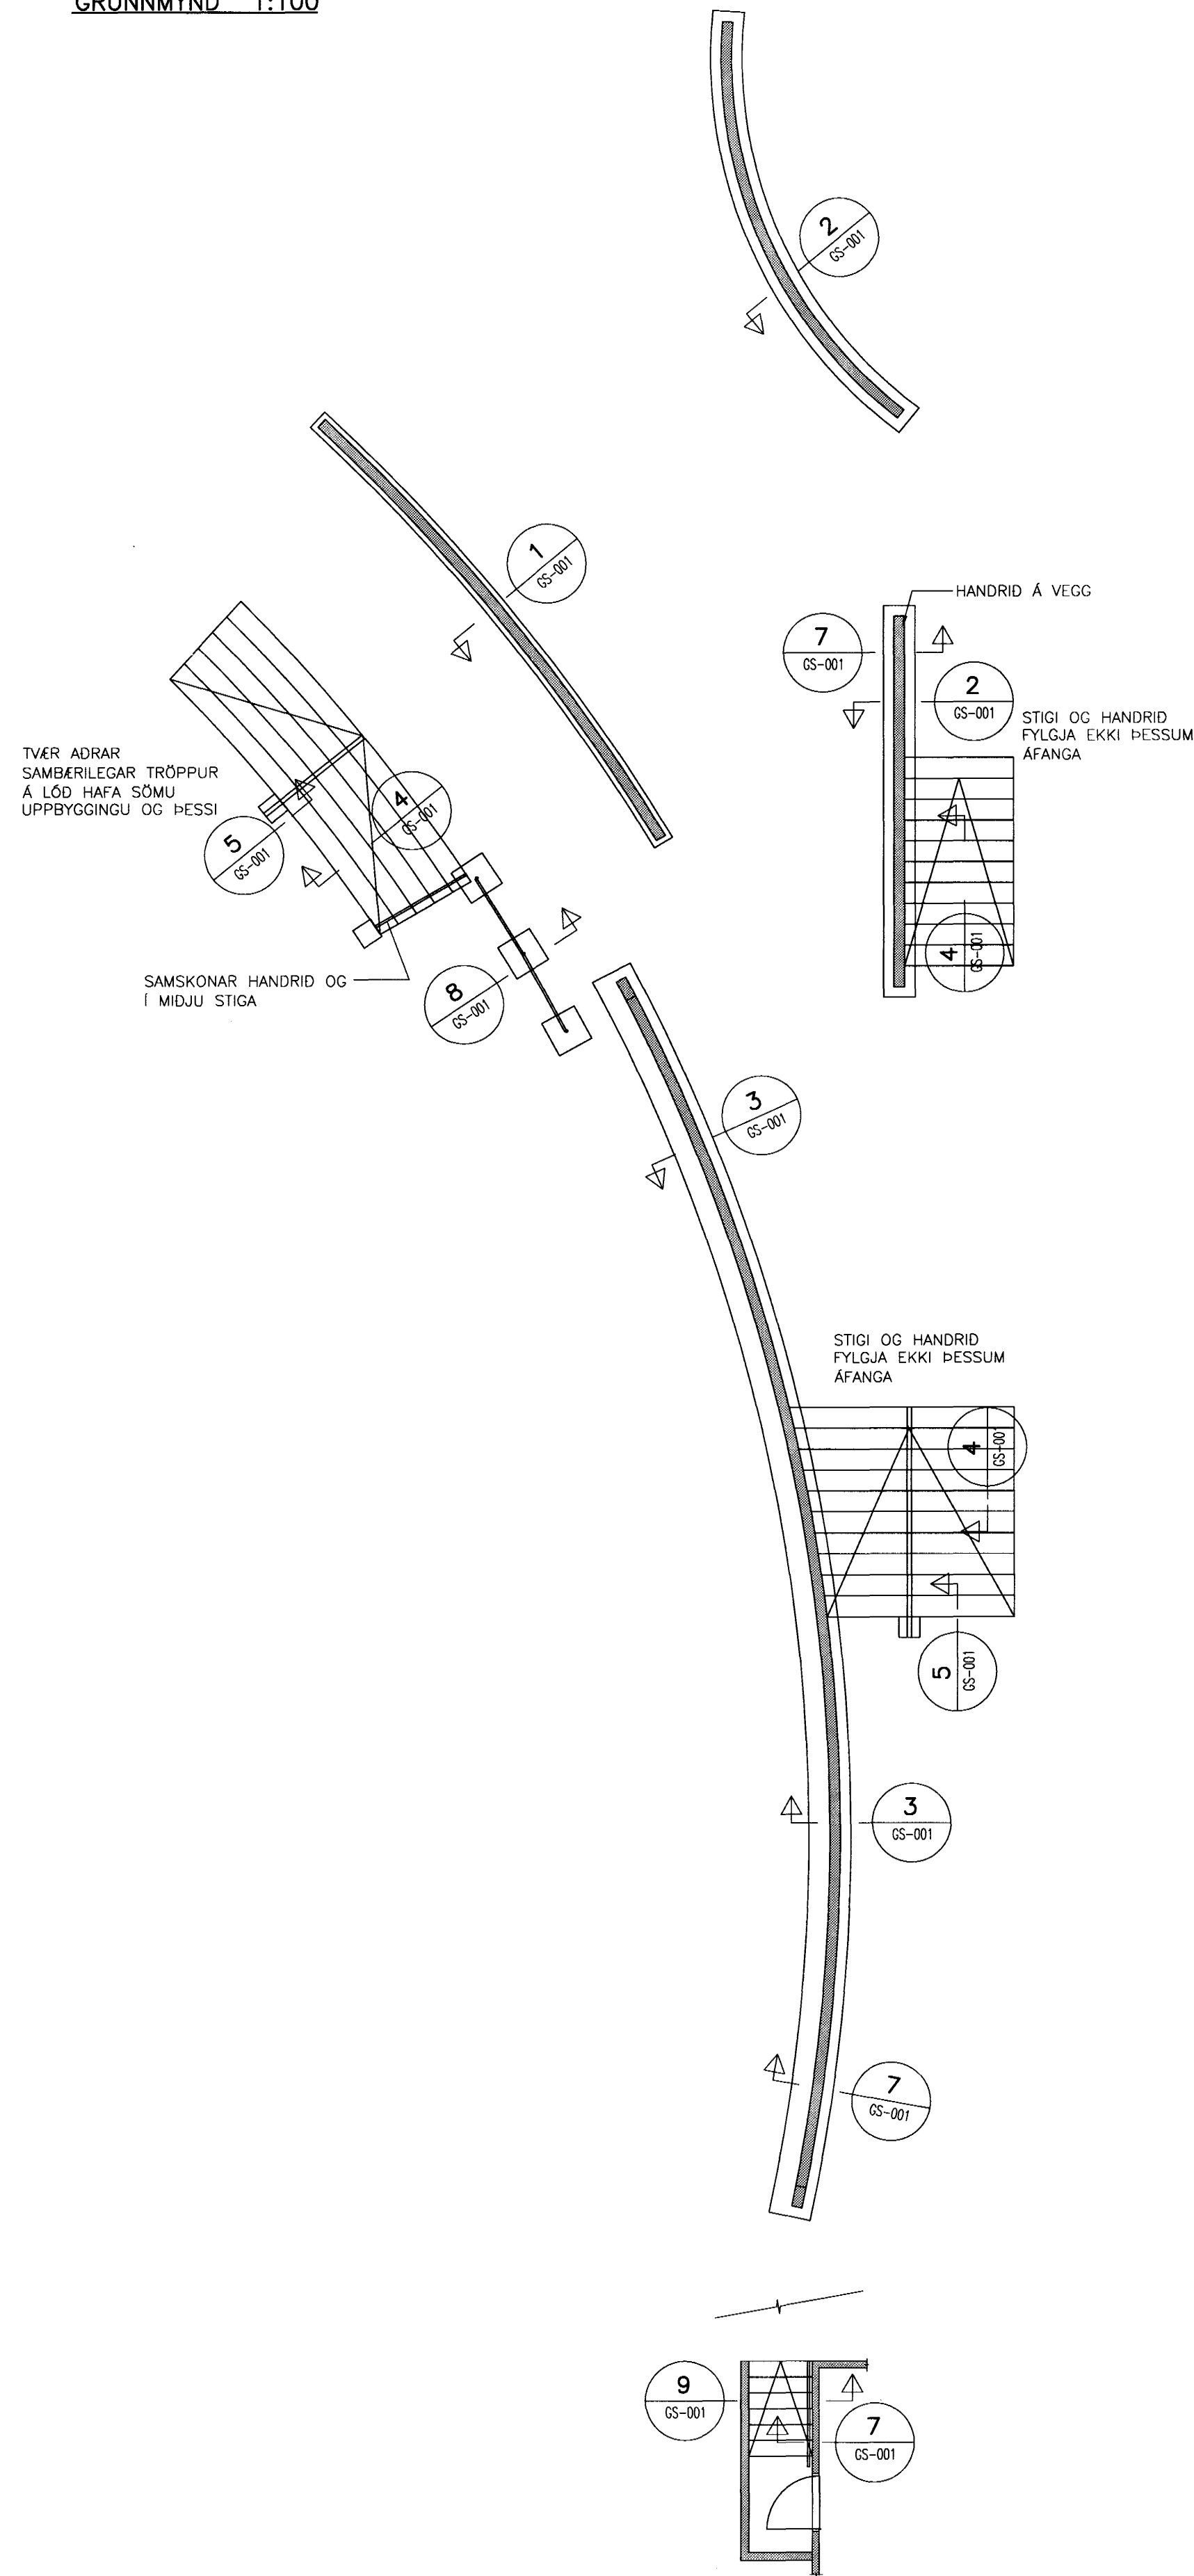 GRUNNMYND 1:100
2
GS-001
1
GS-001
HANDRIÐ Á VEGG
7
GS-001
2
GS-001
STIGI OG HANDRIÐ
FYLGJA EKKI ÞESSUM
ÁFANGA
TVÆR AÐRAR
SAMBÆRILEGAR TRÖPPUR
Á LÓÐ HAFA SÖMU
UPPBYGGINGU OG ÞESSI
4
GS-001
5
GS-001
4
GS-001
SAMSKONAR HANDRIÐ OG
Í MIÐJU STIGA
8
GS-001
3
GS-001
STIGI OG HANDRIÐ
FYLGJA EKKI ÞESSUM
ÁFANGA
4
GS-001
5
GS-001
3
GS-001
7
GS-001
9
GS-001
7
GS-001